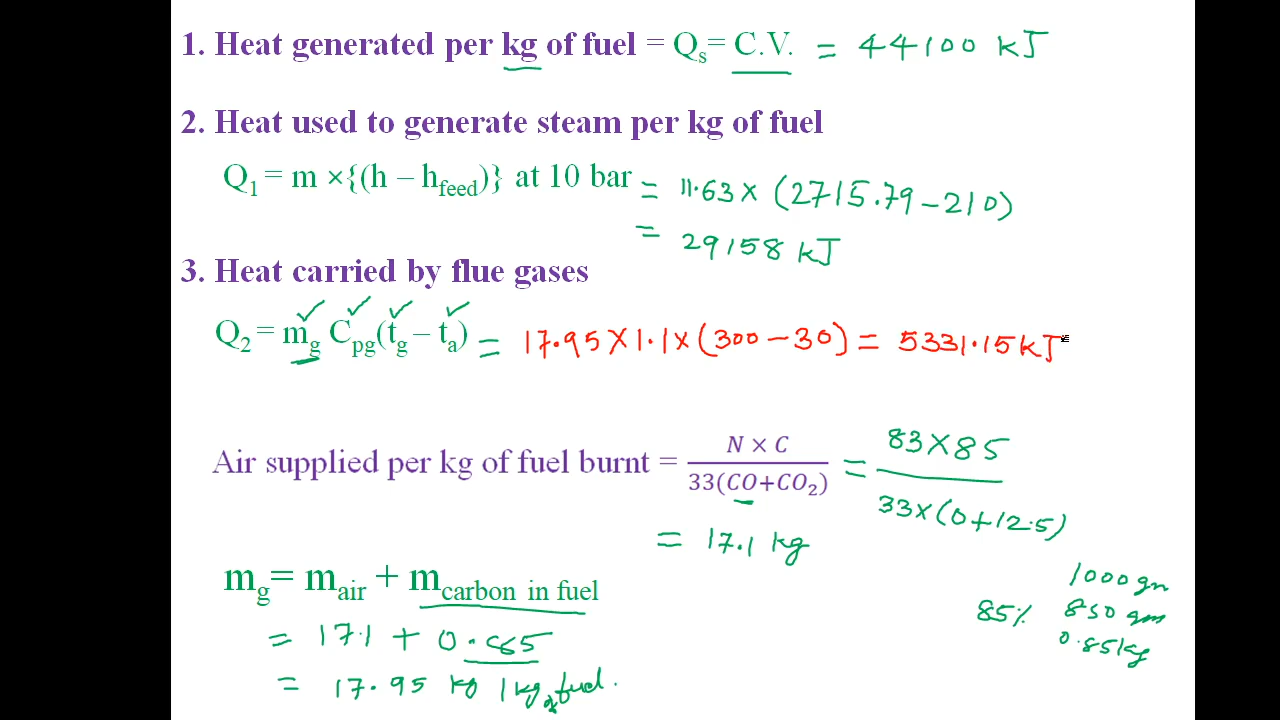 1. Heat generated per kg of fuel = Qs = C.V. = 44100 kJ
2. Heat used to generate steam per kg of fuel
Q1 = m ×{(h – hfeed)} at 10 bar = 11.63 × (2715.79 – 210)
= 29158 kJ
3. Heat carried by flue gases
Q2 = mg Cpg(tg – ta) = 17.95 × 1.1 × (300 – 30) = 5331.15 kJ
Air supplied per kg of fuel burnt = N × C / 33(CO+CO2) = 83 × 85 / 33 × (0 + 12.5)
= 17.1 kg
mg = mair + mcarbon in fuel
= 17.1 + 0.85
= 17.95 kg 1 kg fuel.
1000 gm
85% 850 gm
0.85 kg